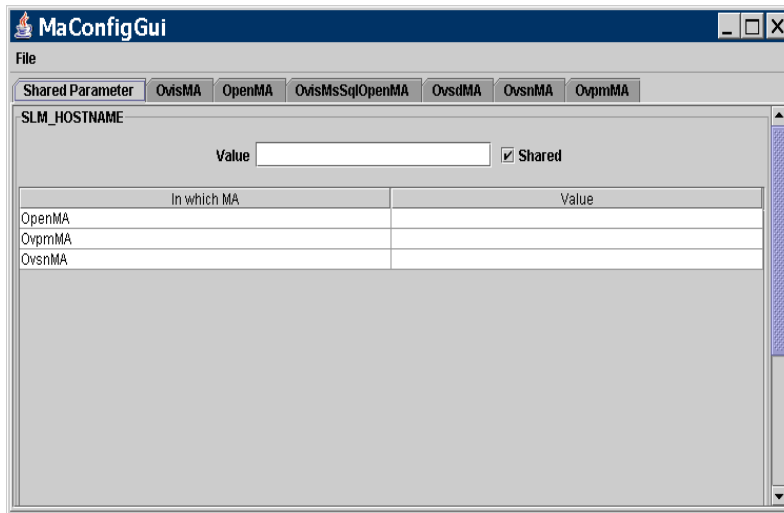 MaConfigGui
File
Shared Parameter OvisMA OpenMA OvisMsSqlOpenMA OvsdMA OvsnMA OvpmMA
SLM_HOSTNAME
Value Shared
In which MA Value
OpenMA
OvpmMA
OvsnMA